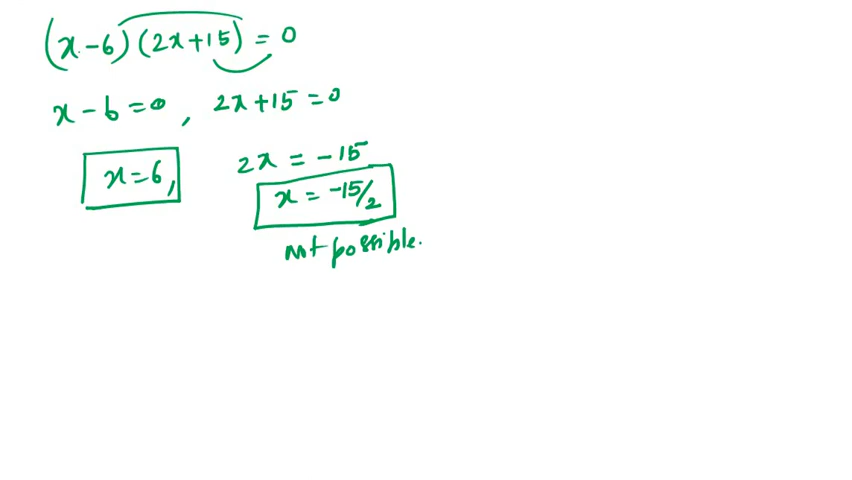 (x-6)(2x+15) = 0
x - 6 = 0, 2x+15 = 0
2x = -15
x = 6,
x = -15/2
not possible.